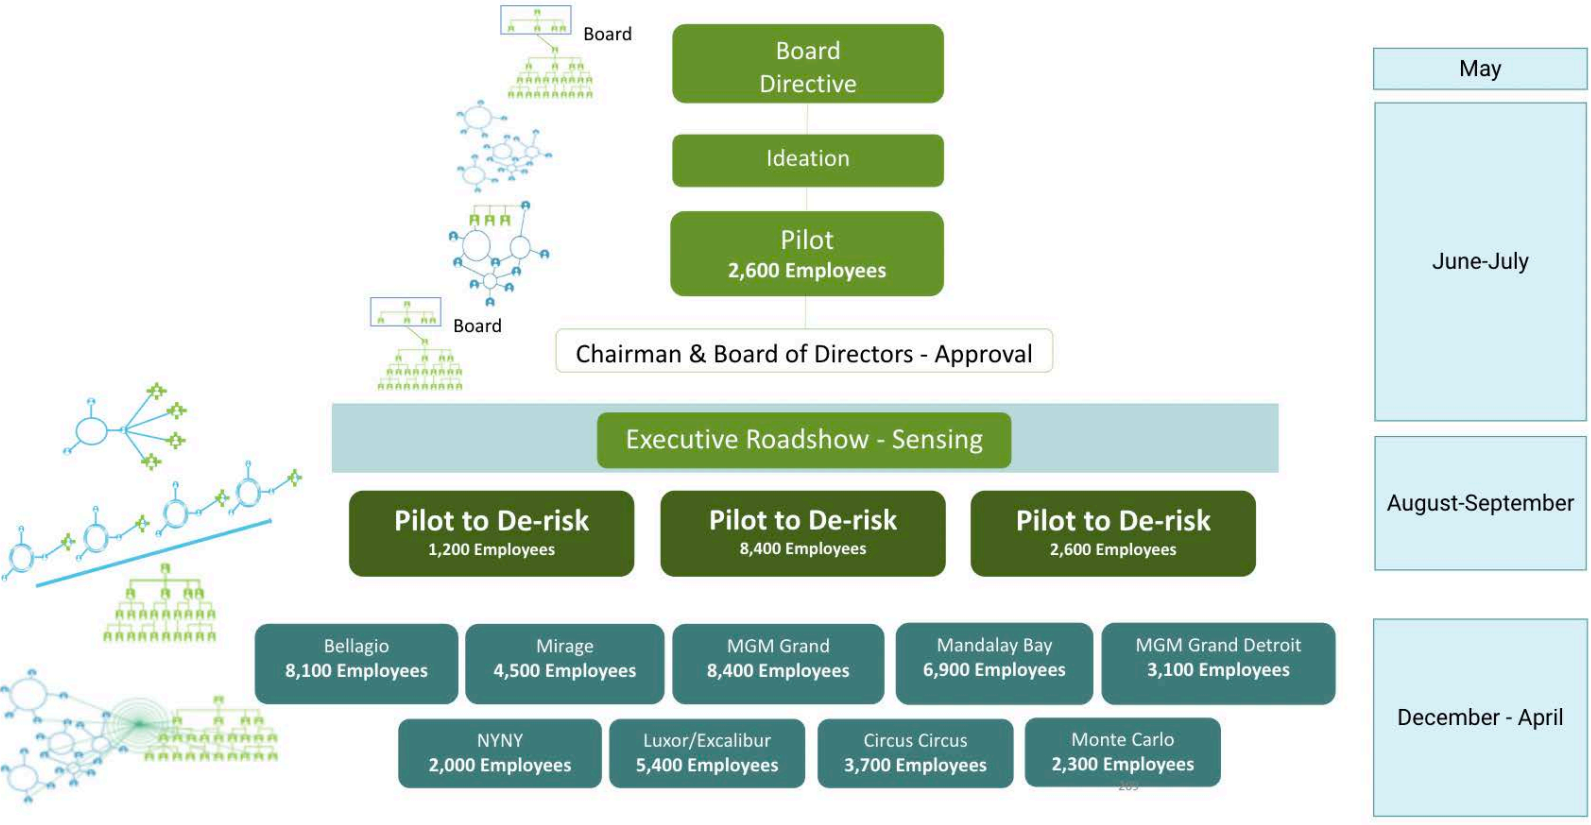 Board
Board
Directive
May
Ideation
Pilot
2,600 Employees
June-July
Board
Chairman & Board of Directors - Approval
Executive Roadshow - Sensing
Pilot to De-risk
1,200 Employees
Pilot to De-risk
8,400 Employees
Pilot to De-risk
2,600 Employees
August-September
Bellagio
8,100 Employees
Mirage
4,500 Employees
MGM Grand
8,400 Employees
Mandalay Bay
6,900 Employees
MGM Grand Detroit
3,100 Employees
December - April
NYNY
2,000 Employees
Luxor/Excalibur
5,400 Employees
Circus Circus
3,700 Employees
Monte Carlo
2,300 Employees